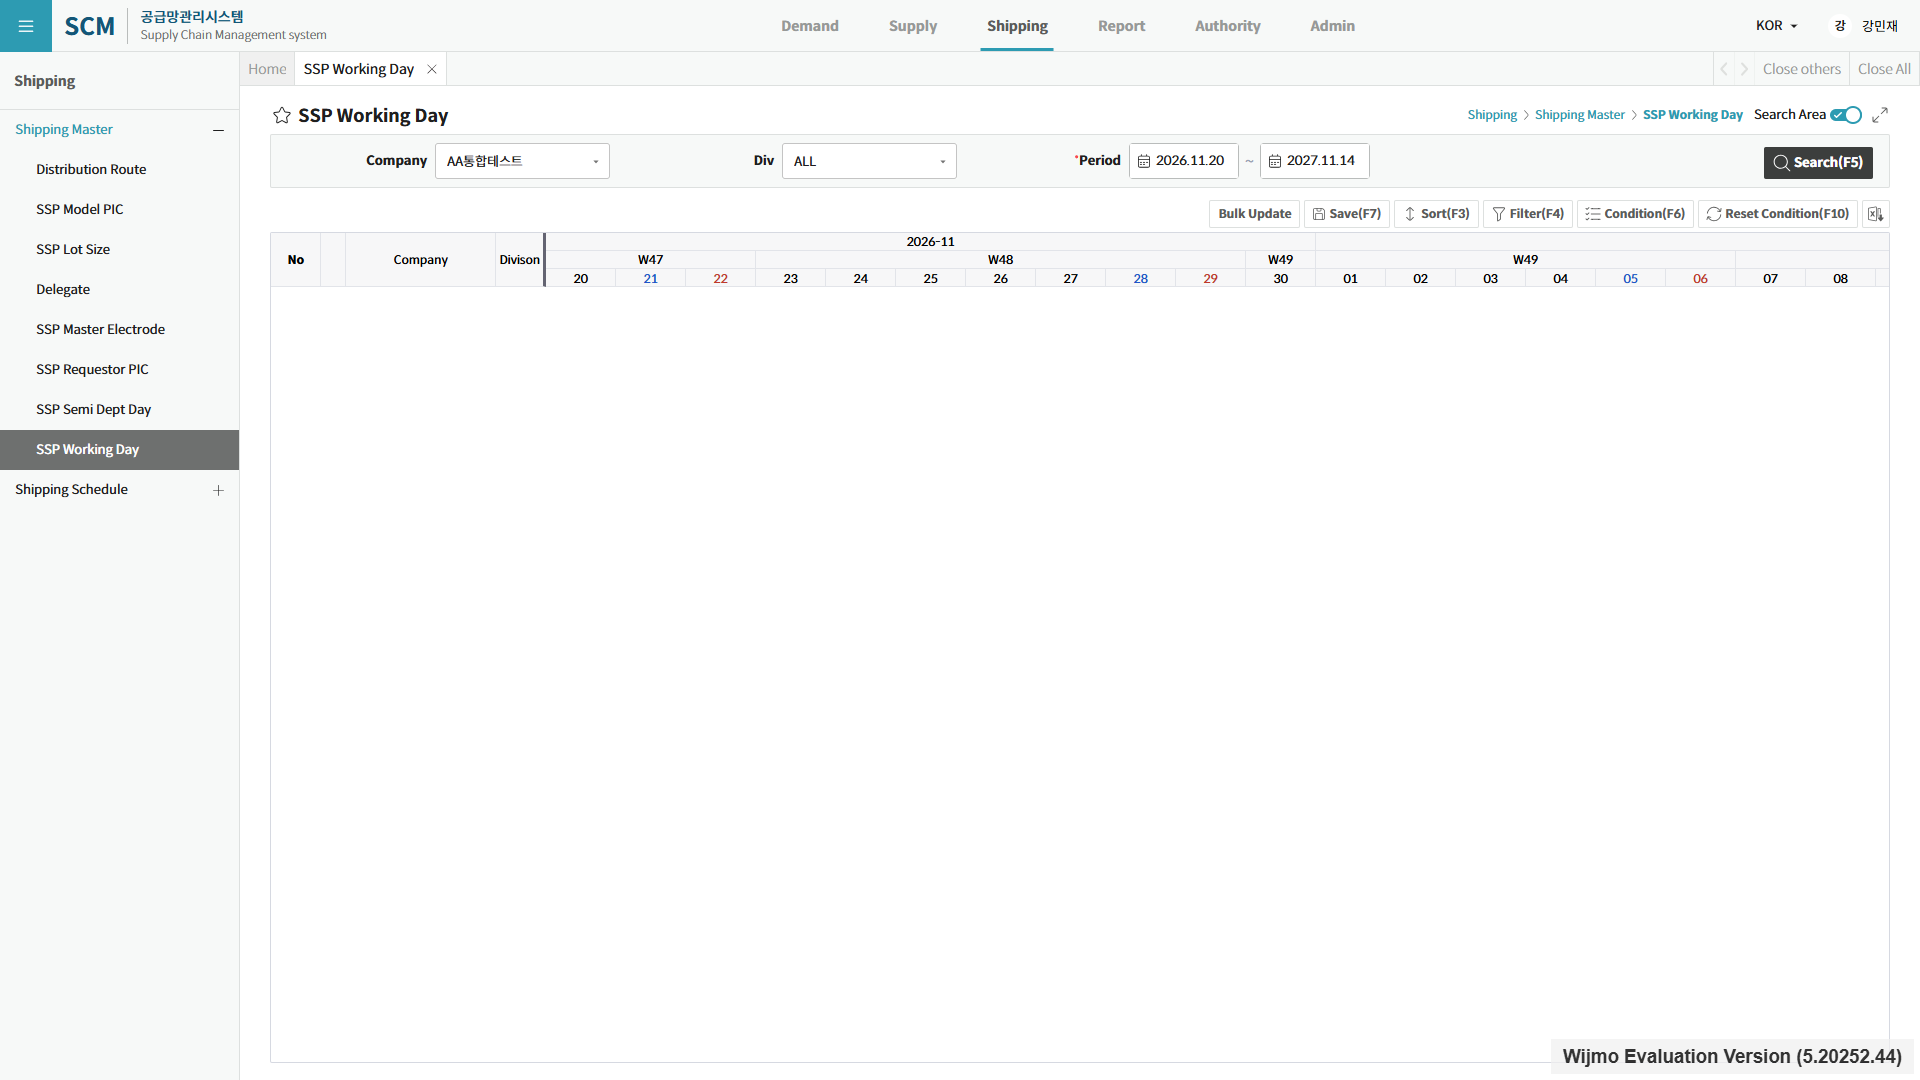 SCM 공급망관리시스템
Supply Chain Management system
Demand Supply Shipping Report Authority Admin
KOR 강 강민재
Shipping
Home SSP Working Day Close others Close All
Shipping Master
Distribution Route
SSP Model PIC
SSP Lot Size
Delegate
SSP Master Electrode
SSP Requestor PIC
SSP Semi Dept Day
SSP Working Day
Shipping Schedule
SSP Working Day
Shipping > Shipping Master > SSP Working Day Search Area
Company AA통합테스트 Div ALL *Period 2026.11.20 ~ 2027.11.14 Search(F5)
Bulk Update Save(F7) Sort(F3) Filter(F4) Condition(F6) Reset Condition(F10)
No Company Divison
2026-11
W47 W48 W49 W49
20 21 22 23 24 25 26 27 28 29 30 01 02 03 04 05 06 07 08
Wijmo Evaluation Version (5.20252.44)